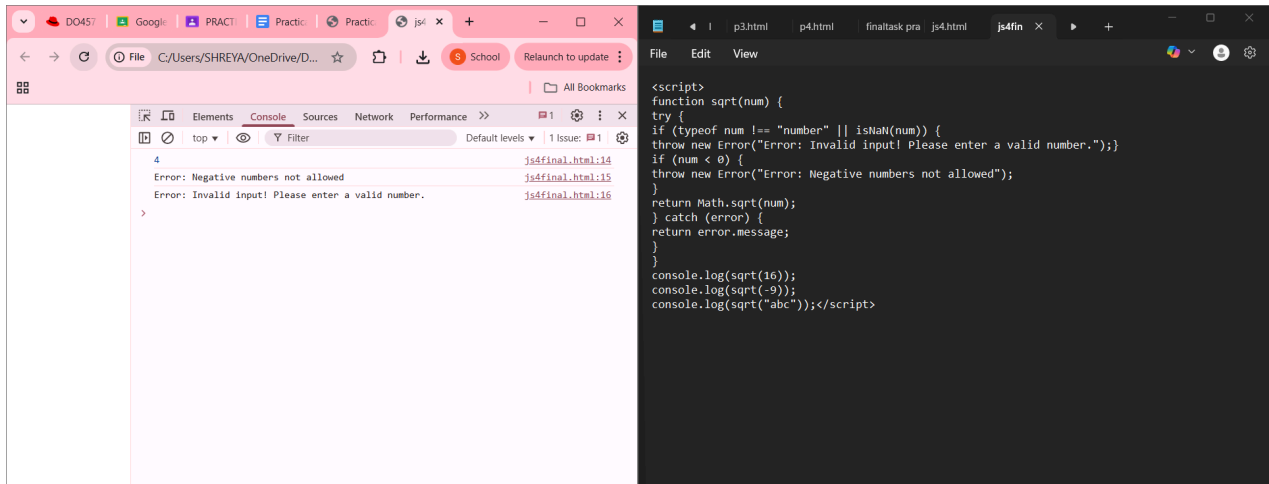 DO457
Google
PRACTI
Practic
Practic
js4
File C:/Users/SHREYA/OneDrive/D...
S School
Relaunch to update
All Bookmarks
Elements Console Sources Network Performance
1
top Filter Default levels 1 Issue: 1
4 js4final.html:14
Error: Negative numbers not allowed js4final.html:15
Error: Invalid input! Please enter a valid number. js4final.html:16
>
p3.html p4.html finaltask pra js4.html js4fin
File Edit View
<script>
function sqrt(num) {
try {
if (typeof num !== "number" || isNaN(num)) {
throw new Error("Error: Invalid input! Please enter a valid number.");}
if (num < 0) {
throw new Error("Error: Negative numbers not allowed");
}
return Math.sqrt(num);
} catch (error) {
return error.message;
}
}
console.log(sqrt(16));
console.log(sqrt(-9));
console.log(sqrt("abc"));</script>